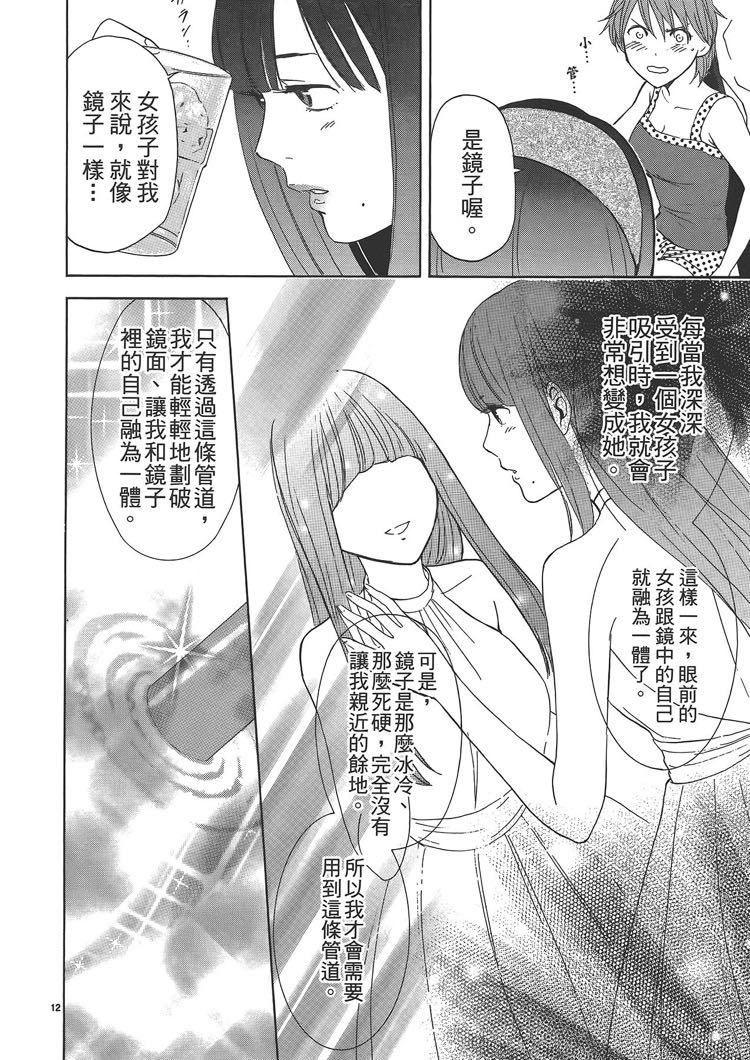 小…
管…
是鏡子喔。
女孩子對我
來說，就像
鏡子一樣…
每當我深深
受到一個女孩子
吸引時，我就會
非常想變成她。
這樣一來，眼前的
女孩跟鏡中的自己
就融為一體了。
可是，
鏡子是那麼冰冷、
那麼死硬，完全沒有
讓我親近的餘地。
所以我才會需要
用到這條管道。
只有透過這條管道，
我才能輕輕地劃破
鏡面、讓我和鏡子
裡的自己融為一體。
12